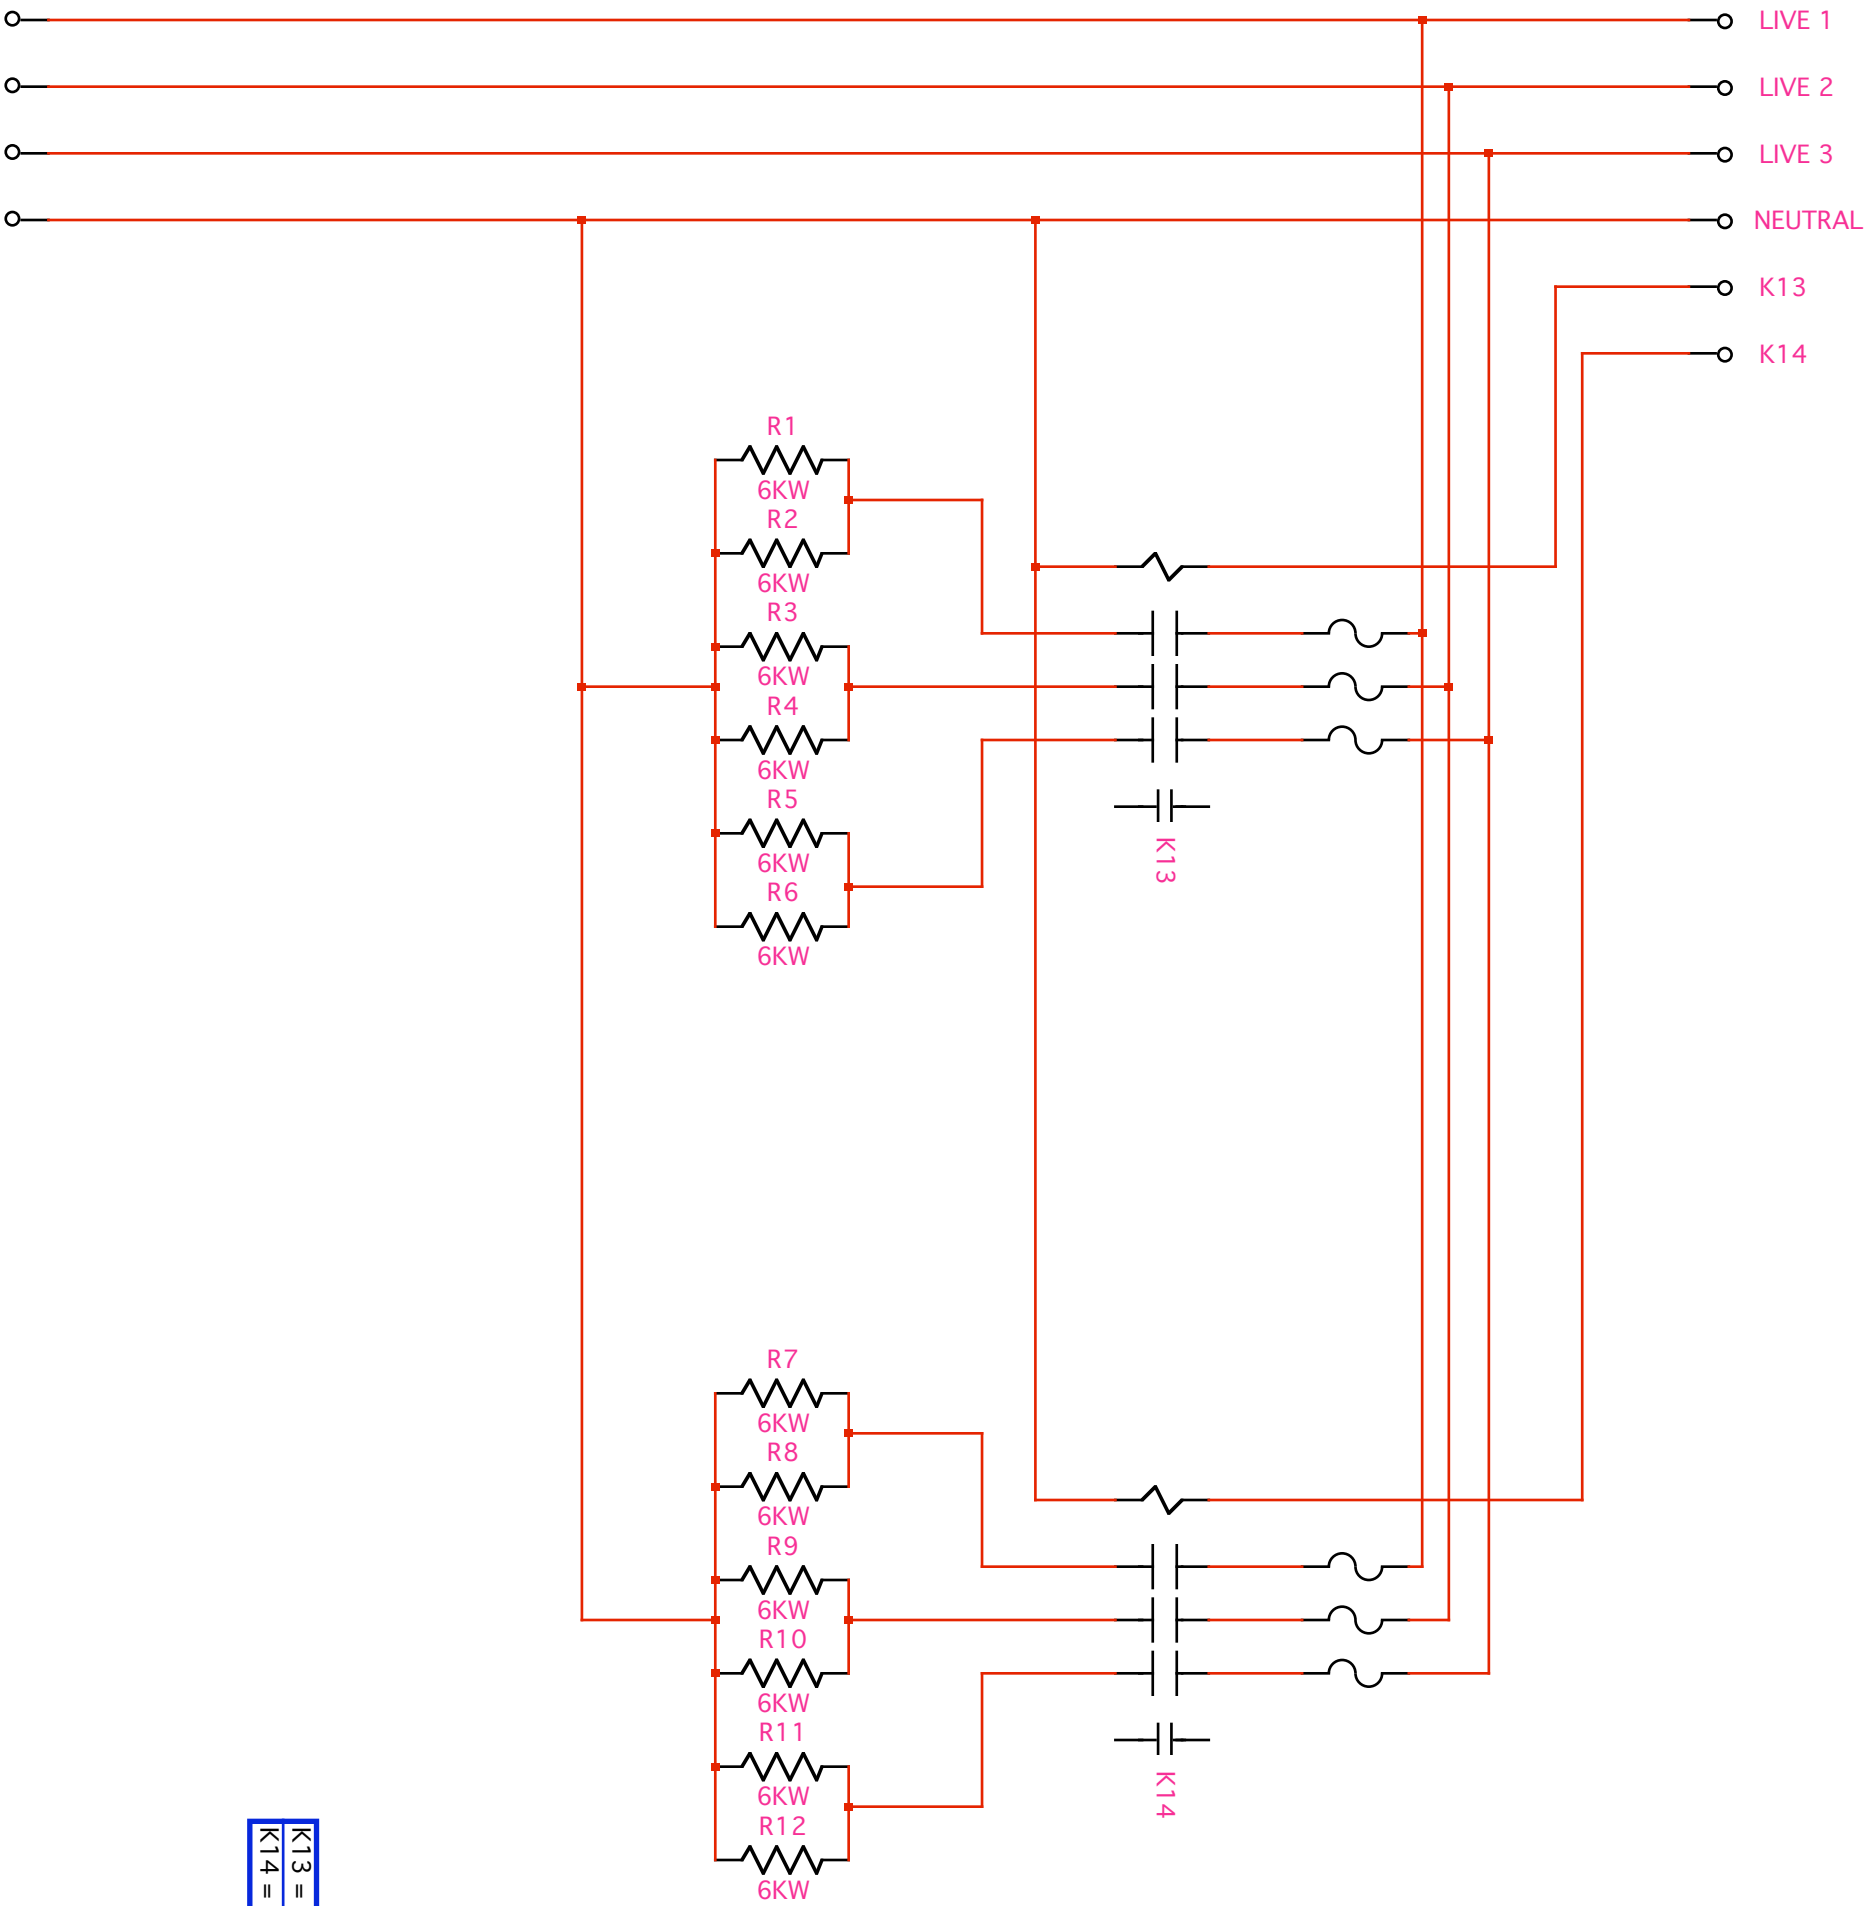 LIVE 1
LIVE 2
LIVE 3
NEUTRAL
K13
K14
R1
6KW
R2
6KW
R3
6KW
R4
6KW
R5
6KW
R6
6KW
K13
R7
6KW
R8
6KW
R9
6KW
R10
6KW
R11
6KW
R12
6KW
K14
K13 =
K14 =